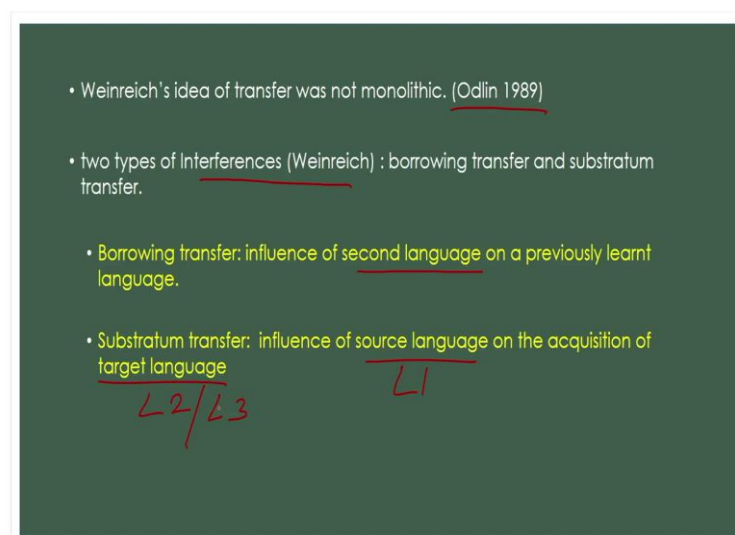 • Weinreich's idea of transfer was not monolithic. (Odlin 1989)
• two types of Interferences (Weinreich) : borrowing transfer and substratum
transfer.
• Borrowing transfer: influence of second language on a previously learnt
language.
• Substratum transfer: influence of source language on the acquisition of
target language
L2/L3
L1